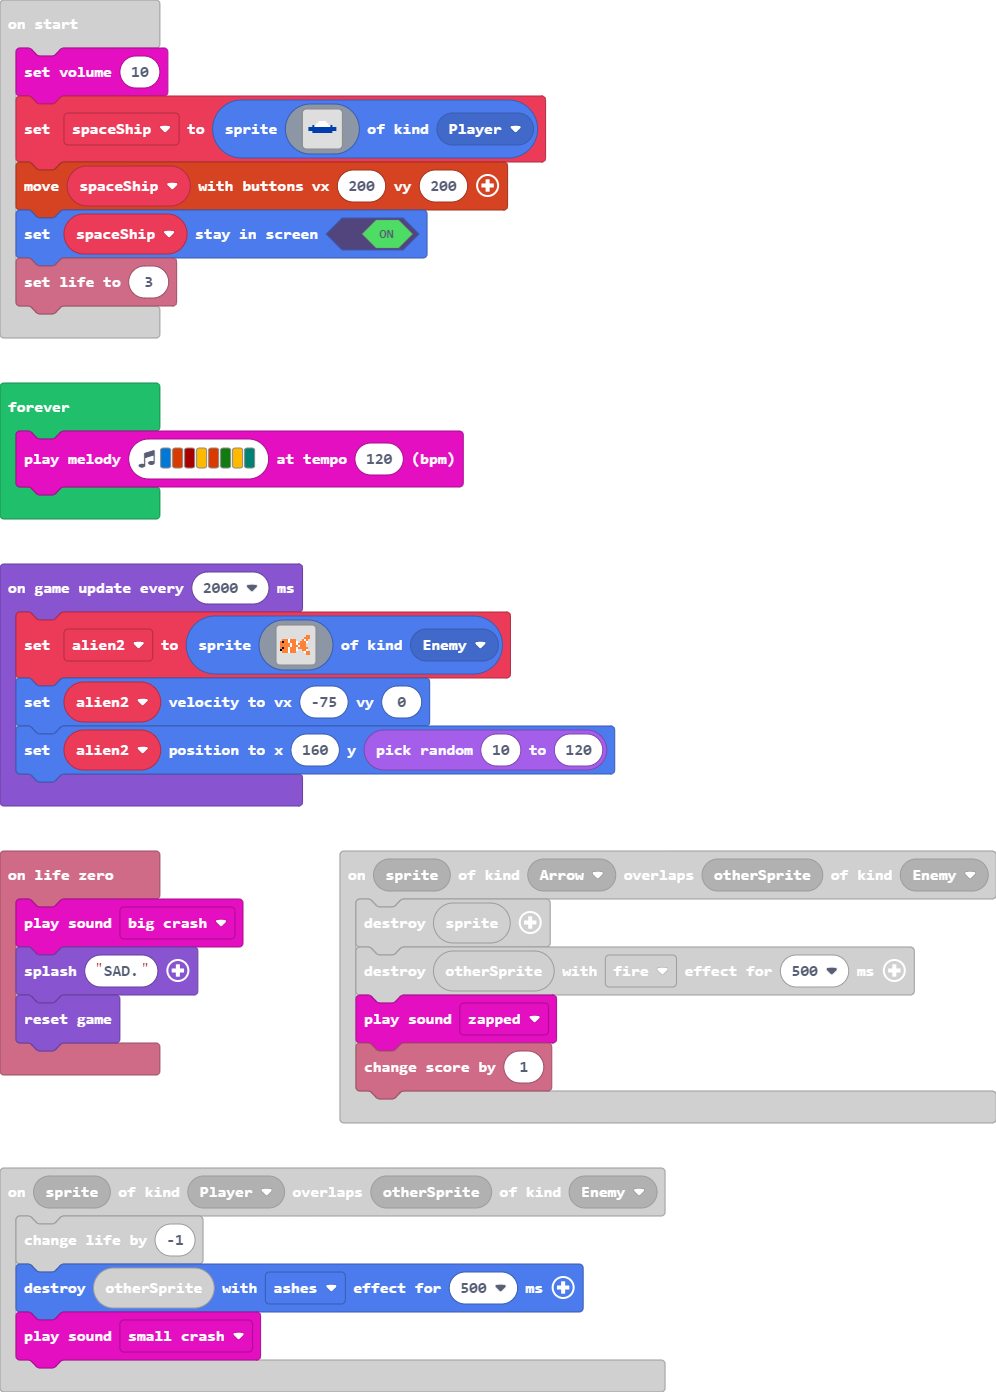 on start
set volume 10
set spaceShip to sprite of kind Player
move spaceShip with buttons vx 200 vy 200
set spaceShip stay in screen ON
set life to 3
forever
play melody at tempo 120 (bpm)
on game update every 2000 ms
set alien2 to sprite of kind Enemy
set alien2 velocity to vx -75 vy 0
set alien2 position to x 160 y pick random 10 to 120
on life zero
play sound big crash
splash "SAD."
reset game
on sprite of kind Arrow overlaps otherSprite of kind Enemy
destroy sprite
destroy otherSprite with fire effect for 500 ms
play sound zapped
change score by 1
on sprite of kind Player overlaps otherSprite of kind Enemy
change life by -1
destroy otherSprite with ashes effect for 500 ms
play sound small crash